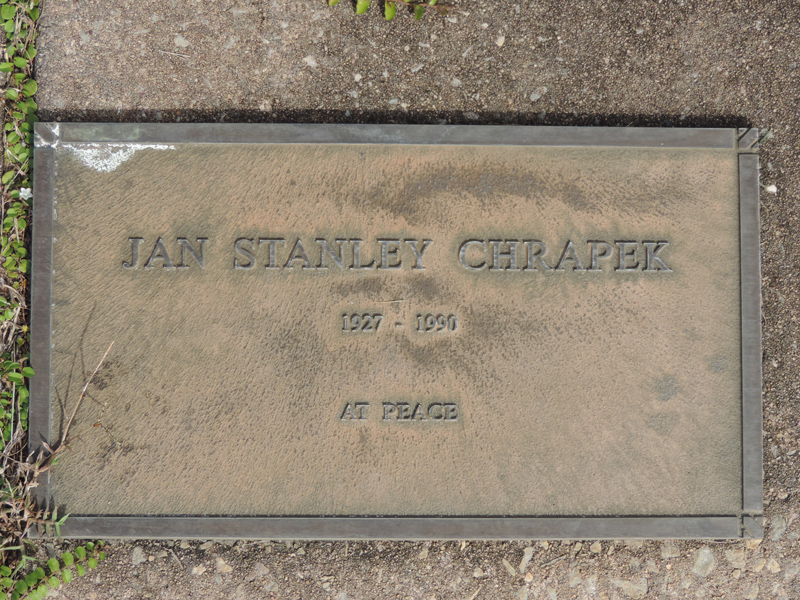 JAN STANLEY CHRAPEK
1927 - 1990
AT PEACE